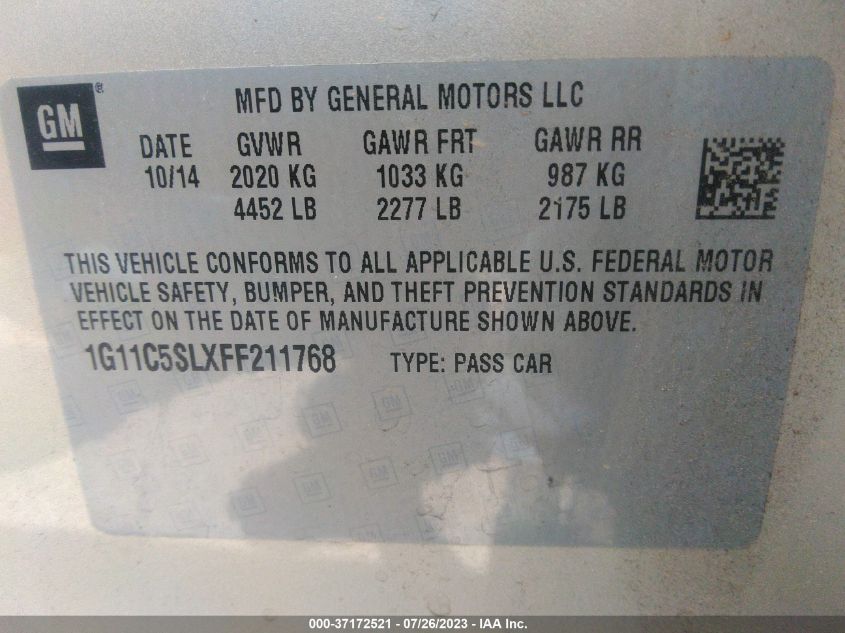 GM® MFD BY GENERAL MOTORS LLC
DATE GVWR GAWR FRT GAWR RR
10/14 2020 KG 1033 KG 987 KG
4452 LB 2277 LB 2175 LB
THIS VEHICLE CONFORMS TO ALL APPLICABLE U.S. FEDERAL MOTOR
VEHICLE SAFETY, BUMPER, AND THEFT PREVENTION STANDARDS IN
EFFECT ON THE DATE OF MANUFACTURE SHOWN ABOVE.
1G11C5SLXFF211768 TYPE: PASS CAR
000-37172521 - 07/26/2023 - IAA Inc.